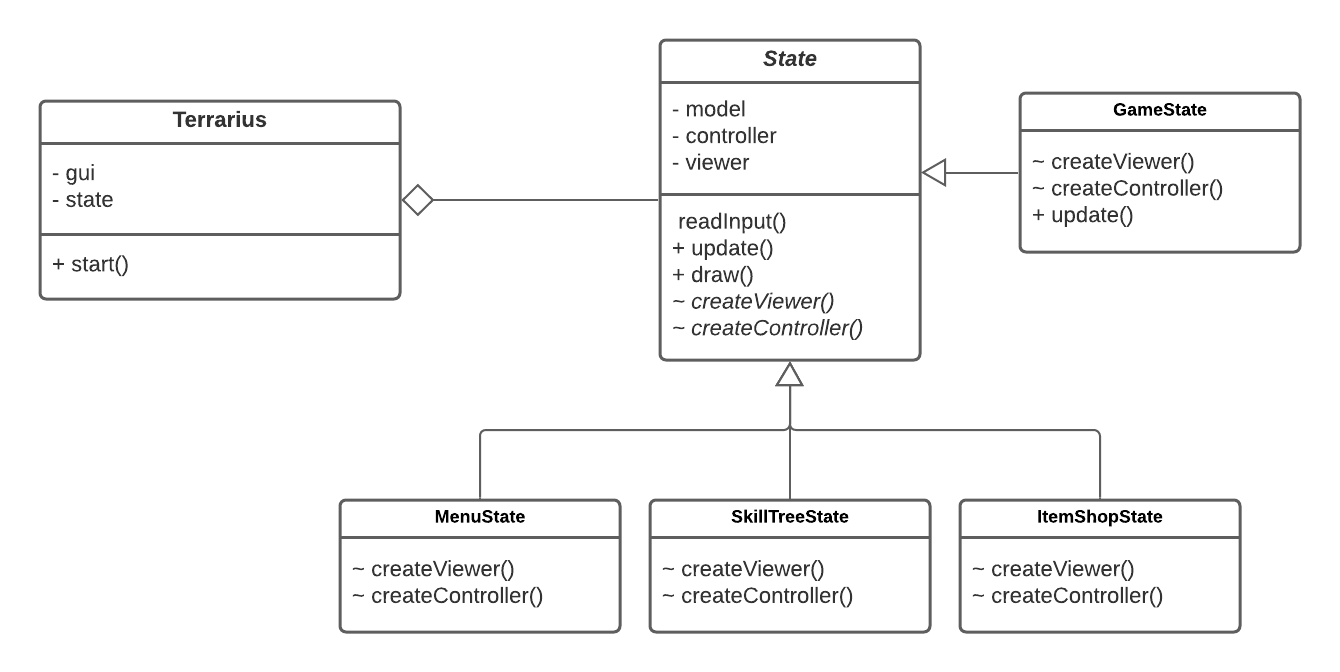 Terrarius
- gui
- state
+ start()
State
- model
- controller
- viewer
readInput()
+ update()
+ draw()
~ createViewer()
~ createController()
GameState
~ createViewer()
~ createController()
+ update()
MenuState
~ createViewer()
~ createController()
SkillTreeState
~ createViewer()
~ createController()
ItemShopState
~ createViewer()
~ createController()